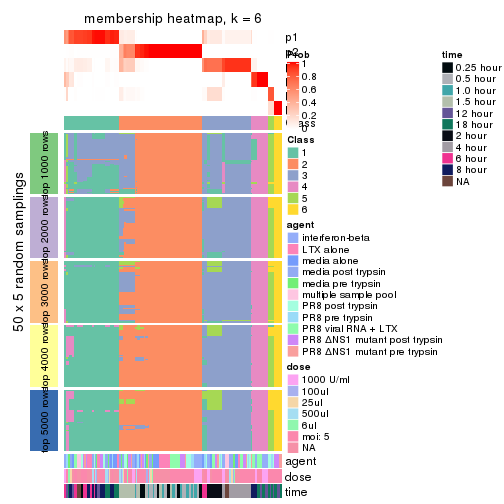 membership heatmap, k = 6
p1
Prob
1
0.8
0.6
0.4
0.2
0
Class
1
2
3
4
5
6
agent
interferon-beta
LTX alone
media alone
media post trypsin
media pre trypsin
multiple sample pool
PR8 post trypsin
PR8 pre trypsin
PR8 viral RNA + LTX
PR8 ΔNS1 mutant post trypsin
PR8 ΔNS1 mutant pre trypsin
dose
1000 U/ml
100ul
25ul
500ul
6ul
moi: 5
NA
time
0.25 hour
0.5 hour
1.0 hour
1.5 hour
12 hour
18 hour
2 hour
4 hour
6 hour
8 hour
NA
50 x 5 random samplings
top 1000 rows
top 2000 rows
top 3000 rows
top 4000 rows
top 5000 rows
agent
dose
time